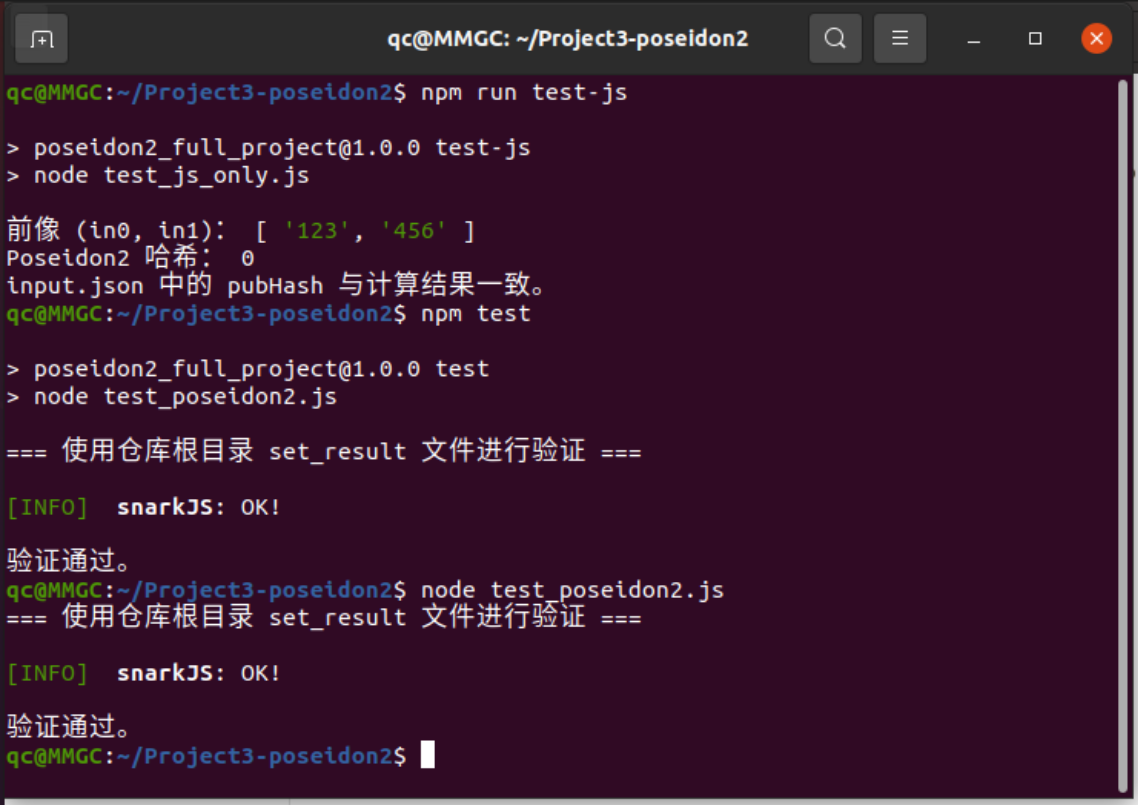 qc@MMGC: ~/Project3-poseidon2
qc@MMGC:~/Project3-poseidon2$ npm run test-js
> poseidon2_full_project@1.0.0 test-js
> node test_js_only.js
前像 (in0, in1): [ '123', '456' ]
Poseidon2 哈希： 0
input.json 中的 pubHash 与计算结果一致。
qc@MMGC:~/Project3-poseidon2$ npm test
> poseidon2_full_project@1.0.0 test
> node test_poseidon2.js
=== 使用仓库根目录 set_result 文件进行验证 ===
[INFO]  snarkJS: OK!
验证通过。
qc@MMGC:~/Project3-poseidon2$ node test_poseidon2.js
=== 使用仓库根目录 set_result 文件进行验证 ===
[INFO]  snarkJS: OK!
验证通过。
qc@MMGC:~/Project3-poseidon2$